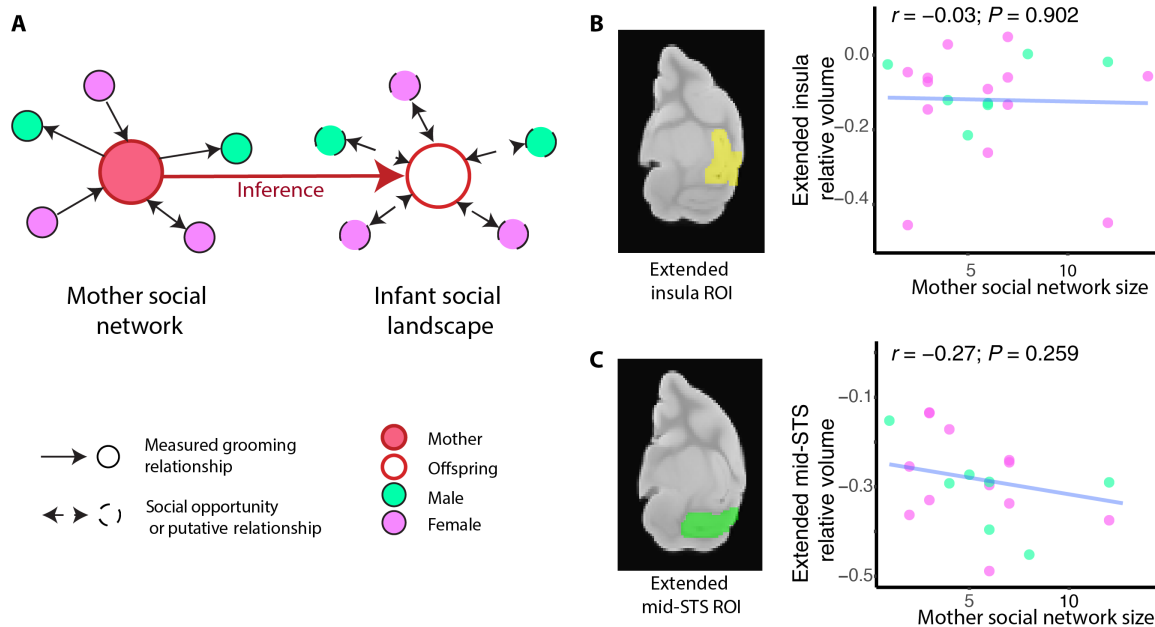 A
Inference
Mother social
network
Infant social
landscape
Measured grooming
relationship
Social opportunity
or putative relationship
Mother
Offspring
Male
Female
B
Extended
insula ROI
r = −0.03; P = 0.902
Extended insula
relative volume
0.0
−0.2
−0.4
5
10
Mother social network size
C
Extended
mid-STS ROI
r = −0.27; P = 0.259
Extended mid-STS
relative volume
−0.1
−0.3
−0.5
5
10
Mother social network size